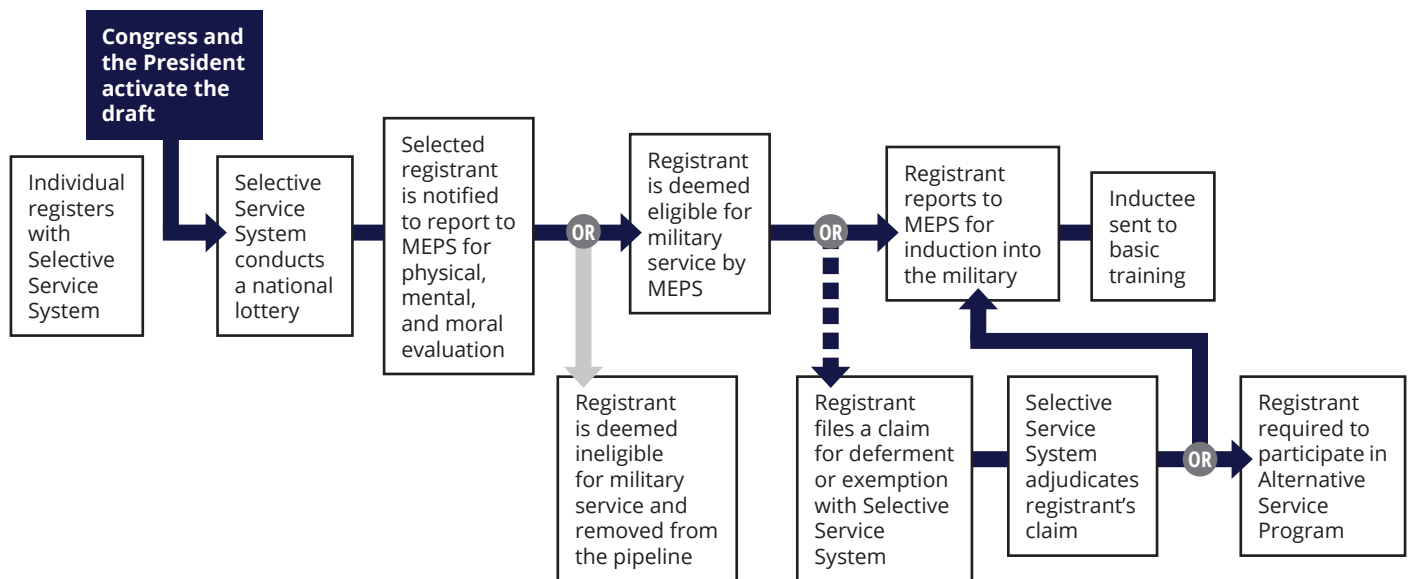 Congress and
the President
activate the
draft
Individual
registers
with
Selective
Service
System
Selective
Service
System
conducts
a national
lottery
Selected
registrant
is notified
to report to
MEPS for
physical,
mental,
and moral
evaluation
OR
Registrant
is deemed
eligible for
military
service by
MEPS
OR
Registrant
reports to
MEPS for
induction into
the military
Inductee
sent to
basic
training
Registrant
is deemed
ineligible
for military
service and
removed from
the pipeline
Registrant
files a claim
for deferment
or exemption
with Selective
Service
System
Selective
Service
System
adjudicates
registrant’s
claim
OR
Registrant
required to
participate in
Alternative
Service
Program